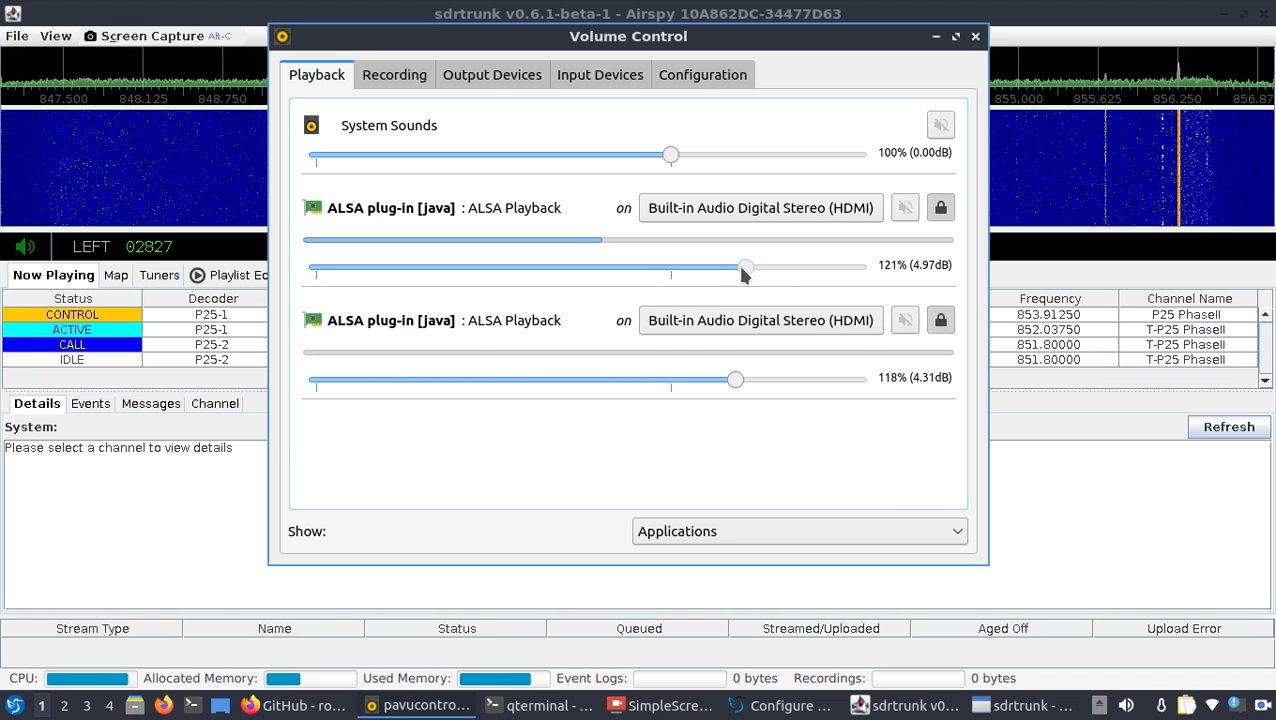 sdrtrunk v0.6.1-beta-1 - Airspy 10A862DC-34477D63
File View Screen Capture Alt-C
Volume Control
Playback Recording Output Devices Input Devices Configuration
847.500 848.125 848.750 855.000 855.625 856.250 856.87
System Sounds
100% (0.00dB)
ALSA plug-in [java] : ALSA Playback on Built-in Audio Digital Stereo (HDMI)
LEFT 02827
121% (4.97dB)
Now Playing Map Tuners Playlist Ec
Status Decoder Frequency Channel Name
CONTROL P25-1 853.91250 P25 PhaseII
ACTIVE P25-1 852.03750 T-P25 PhaseII
CALL P25-2 851.80000 T-P25 PhaseII
IDLE P25-2 851.80000 T-P25 PhaseII
ALSA plug-in [java] : ALSA Playback on Built-in Audio Digital Stereo (HDMI)
118% (4.31dB)
Details Events Messages Channel
System: Refresh
Please select a channel to view details
Show: Applications
Stream Type Name Status Queued Streamed/Uploaded Aged Off Upload Error
CPU: Allocated Memory: Used Memory: Event Logs: 0 bytes Recordings: 0 bytes
1 2 3 4 GitHub - ro... pavucontro... qterminal - ... SimpleScre... Configure ... sdrtrunk v0... sdrtrunk - ...